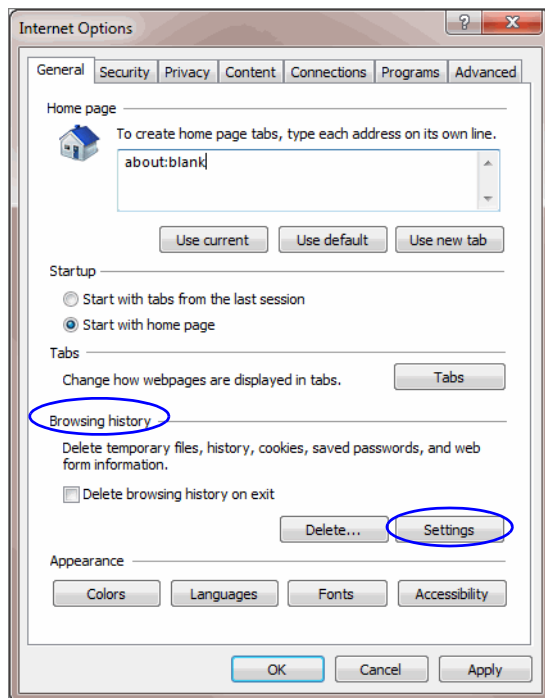 Internet Options
? X
General Security Privacy Content Connections Programs Advanced
Home page
To create home page tabs, type each address on its own line.
about:blank
Use current Use default Use new tab
Startup
Start with tabs from the last session
Start with home page
Tabs
Change how webpages are displayed in tabs. Tabs
Browsing history
Delete temporary files, history, cookies, saved passwords, and web
form information.
Delete browsing history on exit
Delete... Settings
Appearance
Colors Languages Fonts Accessibility
OK Cancel Apply